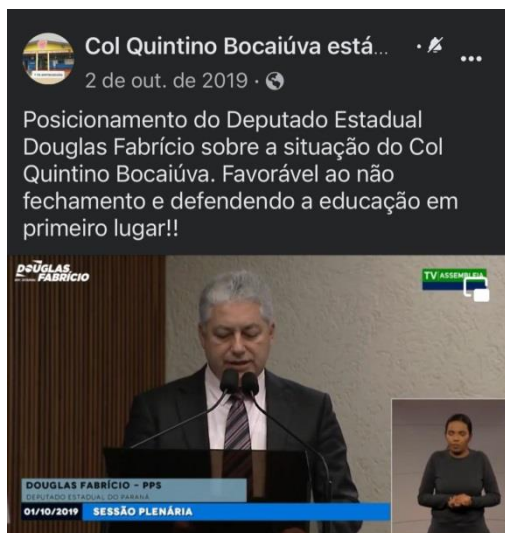 Col Quintino Bocaiúva está...
2 de out. de 2019
Posicionamento do Deputado Estadual
Douglas Fabrício sobre a situação do Col
Quintino Bocaiúva. Favorável ao não
fechamento e defendendo a educação em
primeiro lugar!!
DOUGLAS
FABRÍCIO
TV ASSEMBLEIA
DOUGLAS FABRÍCIO - PPS
DEPUTADO ESTADUAL DO PARANÁ
01/10/2019 SESSÃO PLENÁRIA